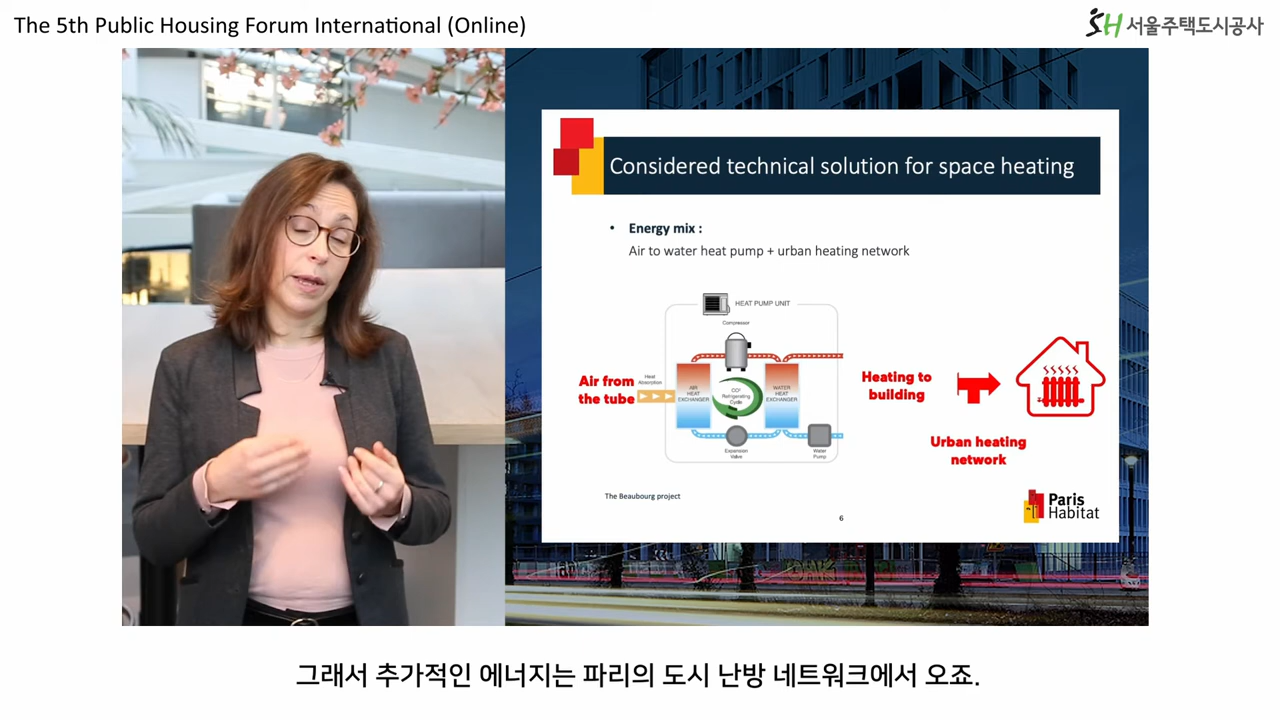 The 5th Public Housing Forum International (Online)
SH 서울주택도시공사
Considered technical solution for space heating
• Energy mix :
Air to water heat pump + urban heating network
HEAT PUMP UNIT
Compressor
Air from
the tube
Heat
Absorption
AIR
HEAT
EXCHANGER
CO²
Refrigerating
Cycle
WATER
HEAT
EXCHANGER
Expansion
Valve
Water
Pump
Heating to
building
Urban heating
network
The Beaubourg project
6
Paris
Habitat
그래서 추가적인 에너지는 파리의 도시 난방 네트워크에서 오죠.